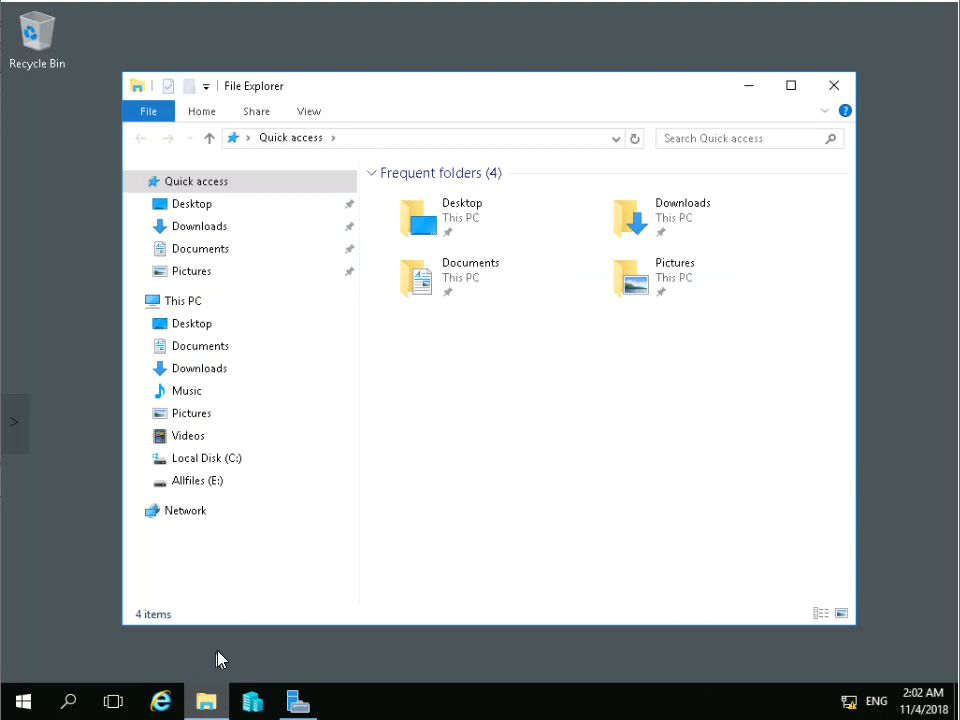 Recycle Bin
File Explorer
File
Home
Share
View
Quick access
Search Quick access
Quick access
Desktop
Downloads
Documents
Pictures
This PC
Desktop
Documents
Downloads
Music
Pictures
Videos
Local Disk (C:)
Allfiles (E:)
Network
Frequent folders (4)
Desktop
This PC
Downloads
This PC
Documents
This PC
Pictures
This PC
4 items
ENG
2:02 AM
11/4/2018